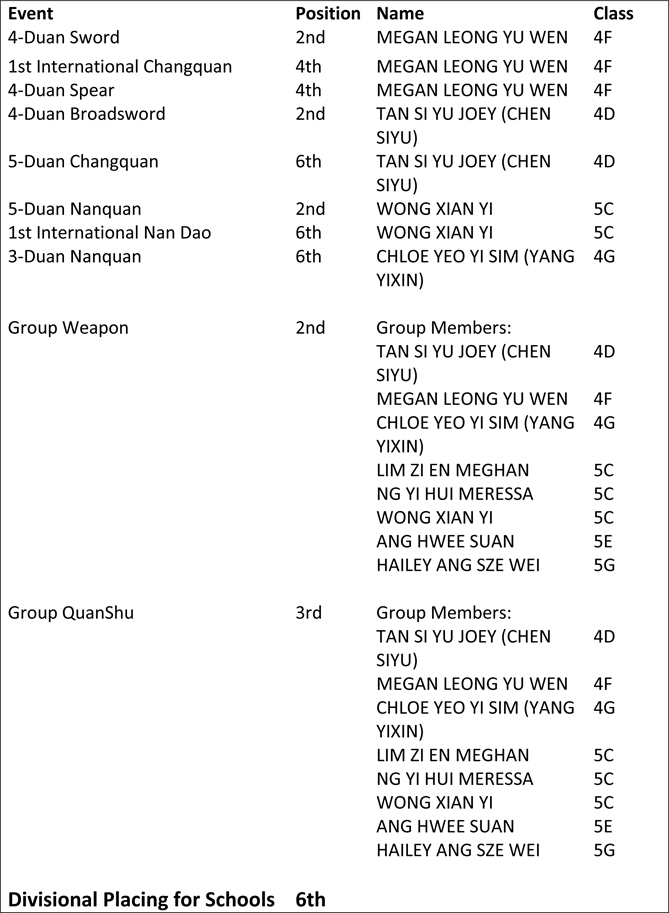 Event Position Name Class
4-Duan Sword 2nd MEGAN LEONG YU WEN 4F
1st International Changquan 4th MEGAN LEONG YU WEN 4F
4-Duan Spear 4th MEGAN LEONG YU WEN 4F
4-Duan Broadsword 2nd TAN SI YU JOEY (CHEN 4D
SIYU)
5-Duan Changquan 6th TAN SI YU JOEY (CHEN 4D
SIYU)
5-Duan Nanquan 2nd WONG XIAN YI 5C
1st International Nan Dao 6th WONG XIAN YI 5C
3-Duan Nanquan 6th CHLOE YEO YI SIM (YANG 4G
YIXIN)
Group Weapon 2nd Group Members:
TAN SI YU JOEY (CHEN 4D
SIYU)
MEGAN LEONG YU WEN 4F
CHLOE YEO YI SIM (YANG 4G
YIXIN)
LIM ZI EN MEGHAN 5C
NG YI HUI MERESSA 5C
WONG XIAN YI 5C
ANG HWEE SUAN 5E
HAILEY ANG SZE WEI 5G
Group QuanShu 3rd Group Members:
TAN SI YU JOEY (CHEN 4D
SIYU)
MEGAN LEONG YU WEN 4F
CHLOE YEO YI SIM (YANG 4G
YIXIN)
LIM ZI EN MEGHAN 5C
NG YI HUI MERESSA 5C
WONG XIAN YI 5C
ANG HWEE SUAN 5E
HAILEY ANG SZE WEI 5G
Divisional Placing for Schools 6th